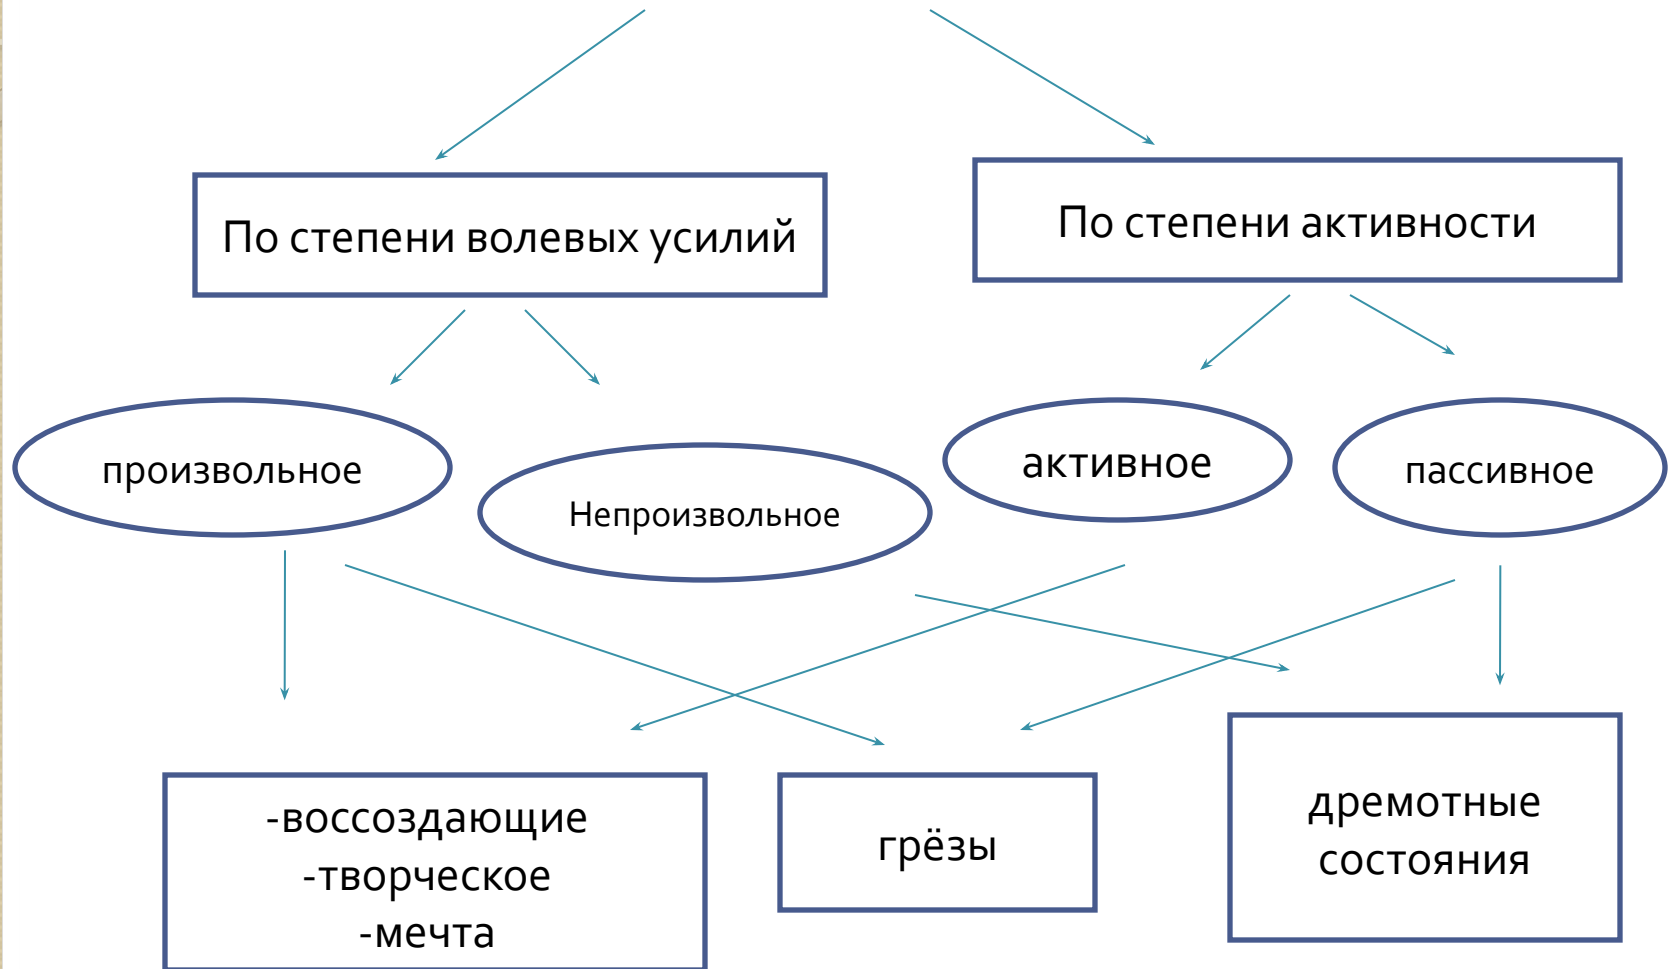 По степени волевых усилий
По степени активности
произвольное
Непроизвольное
активное
пассивное
-воссоздающие
-творческое
-мечта
грёзы
дремотные
состояния